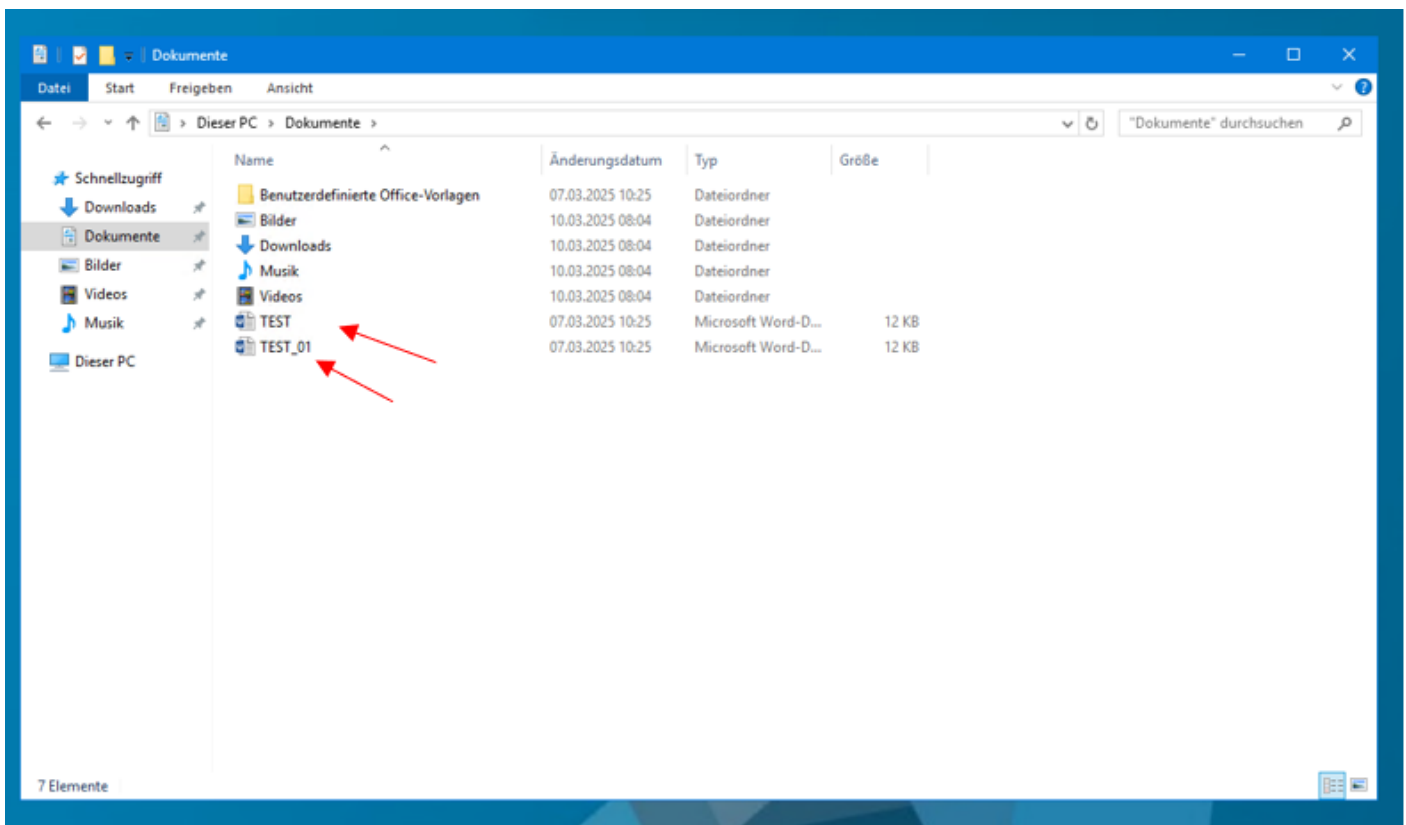 Dokumente
Datei Start Freigeben Ansicht
Dieser PC > Dokumente > "Dokumente" durchsuchen
Name Änderungsdatum Typ Größe
Schnellzugriff
Downloads
Dokumente
Bilder
Videos
Musik
Dieser PC
Benutzerdefinierte Office-Vorlagen 07.03.2025 10:25 Dateiordner
Bilder 10.03.2025 08:04 Dateiordner
Downloads 10.03.2025 08:04 Dateiordner
Musik 10.03.2025 08:04 Dateiordner
Videos 10.03.2025 08:04 Dateiordner
TEST 07.03.2025 10:25 Microsoft Word-D... 12 KB
TEST_01 07.03.2025 10:25 Microsoft Word-D... 12 KB
7 Elemente